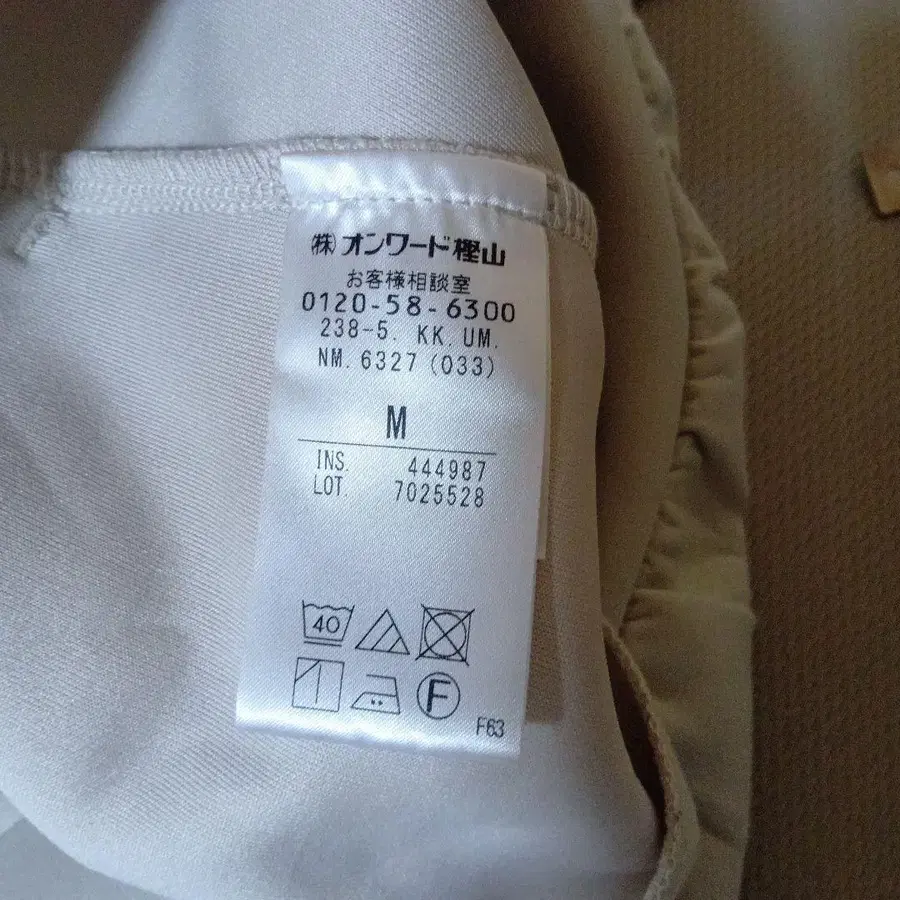 ㈱オンワード樫山
お客様相談室
0120-58-6300
238-5. KK.UM.
NM. 6327 (033)
M
INS. 444987
LOT. 7025528
40
F
F63